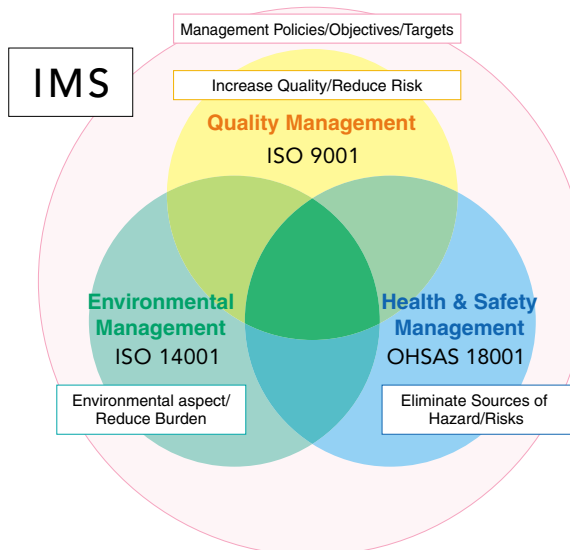 Management Policies/Objectives/Targets
IMS
Increase Quality/Reduce Risk
Quality Management
ISO 9001
Environmental
Management
ISO 14001
Health & Safety
Management
OHSAS 18001
Environmental aspect/
Reduce Burden
Eliminate Sources of
Hazard/Risks